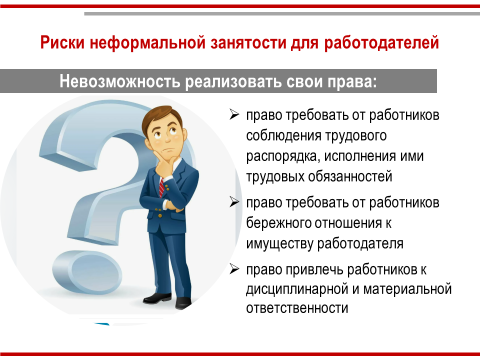 Риски неформальной занятости для работодателей
Невозможность реализовать свои права:
право требовать от работников
соблюдения трудового
распорядка, исполнения ими
трудовых обязанностей
право требовать от работников
бережного отношения к
имуществу работодателя
право привлечь работников к
дисциплинарной и материальной
ответственности